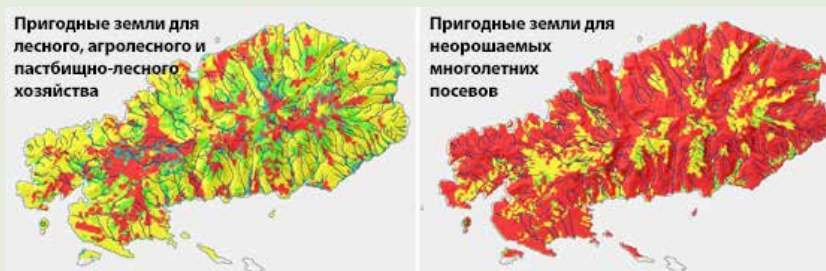 Пригодные земли для
лесного, агролесного и
пастбищно-лесного
хозяйства
Пригодные земли для
неорошаемых
многолетних
посевов